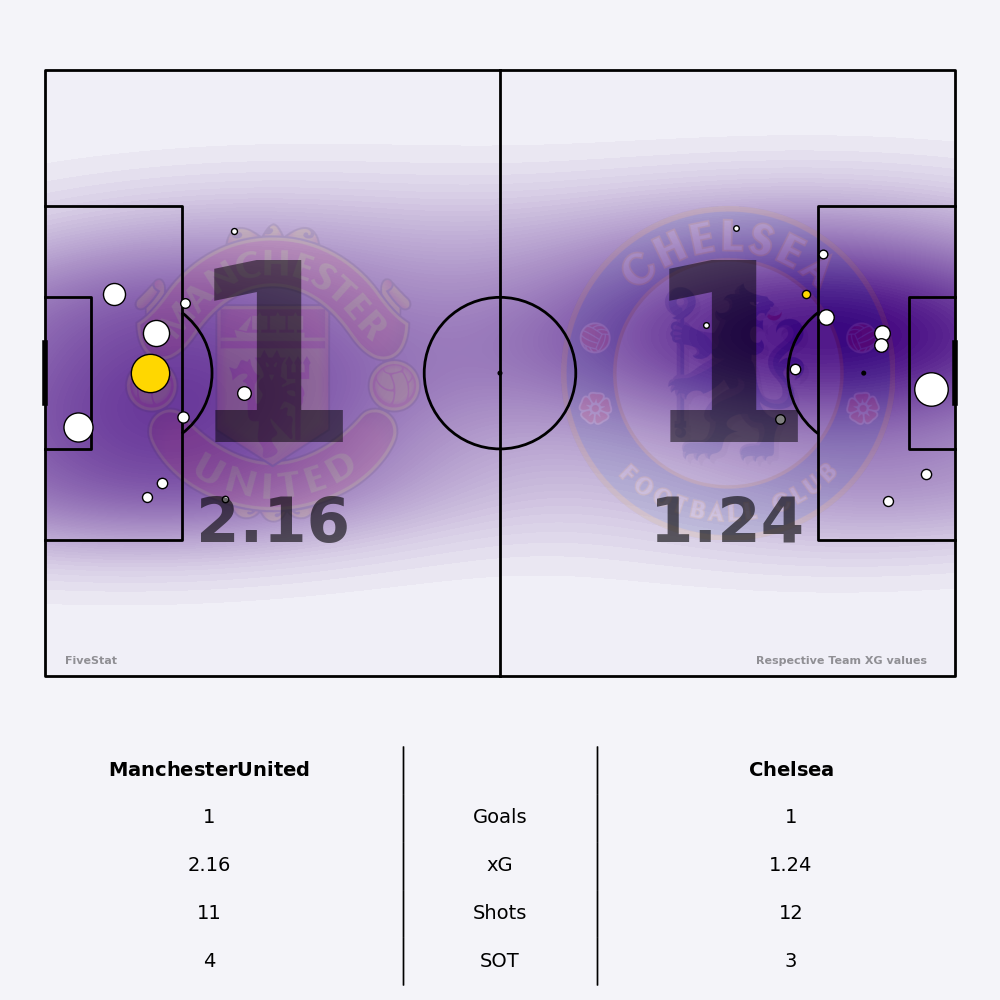 MANCHESTER
UNITED
CHELSEA
FOOTBALL CLUB
1
1
2.16
1.24
FiveStat
Respective Team XG values
ManchesterUnited
Chelsea
1
Goals
1
2.16
xG
1.24
11
Shots
12
4
SOT
3